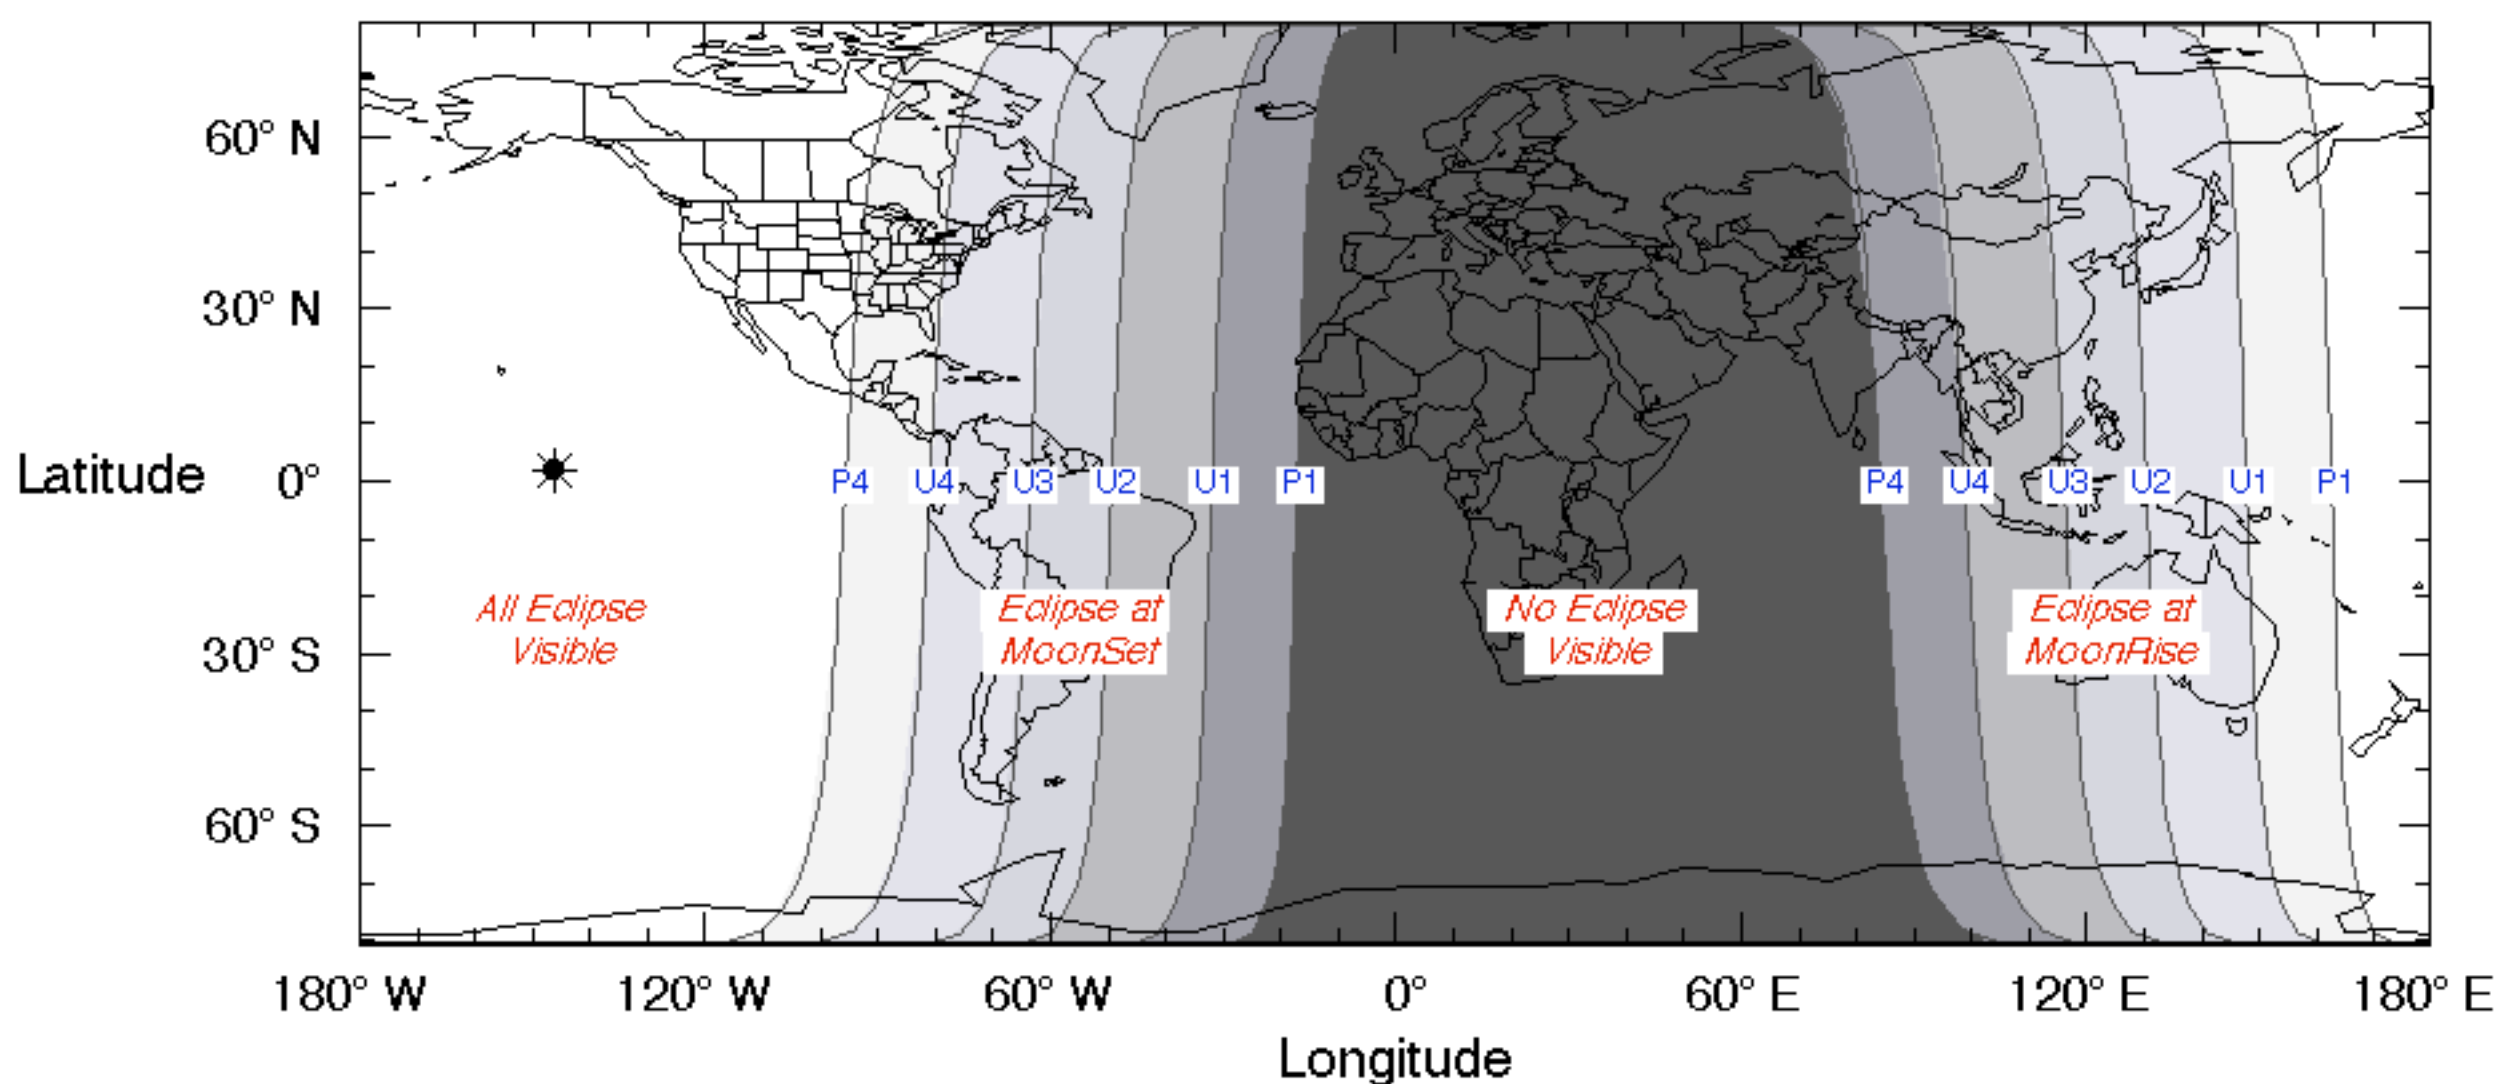 60° N
30° N
Latitude 0°
P4 U4 U3 U2 U1 P1 P4 U4 U3 U2 U1 P1
All Eclipse
Visible
Eclipse at
MoonSet
No Eclipse
Visible
Eclipse at
MoonRise
30° S
60° S
180° W 120° W 60° W 0° 60° E 120° E 180° E
Longitude